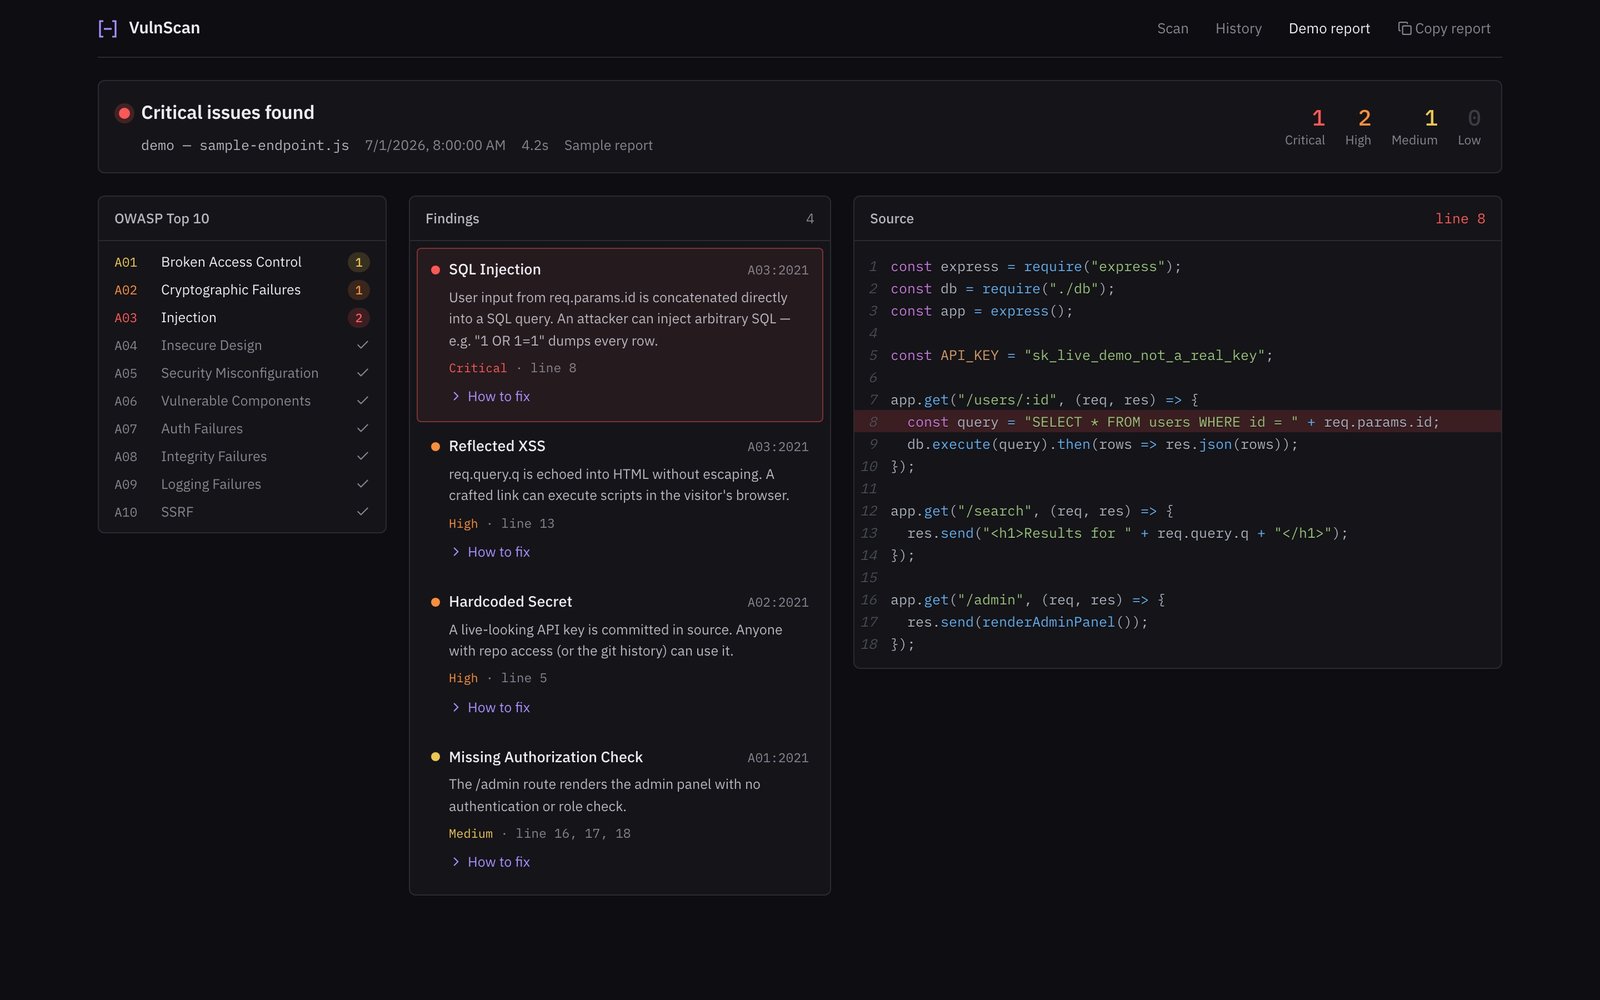 VulnScan
Scan
History
Demo report
Copy report
Critical issues found
demo — sample-endpoint.js 7/1/2026, 8:00:00 AM 4.2s Sample report
1 Critical
2 High
1 Medium
0 Low
OWASP Top 10
A01 Broken Access Control 1
A02 Cryptographic Failures 1
A03 Injection 2
A04 Insecure Design
A05 Security Misconfiguration
A06 Vulnerable Components
A07 Auth Failures
A08 Integrity Failures
A09 Logging Failures
A10 SSRF
Findings 4
SQL Injection A03:2021
User input from req.params.id is concatenated directly
into a SQL query. An attacker can inject arbitrary SQL —
e.g. "1 OR 1=1" dumps every row.
Critical · line 8
How to fix
Reflected XSS A03:2021
req.query.q is echoed into HTML without escaping. A
crafted link can execute scripts in the visitor's browser.
High · line 13
How to fix
Hardcoded Secret A02:2021
A live-looking API key is committed in source. Anyone
with repo access (or the git history) can use it.
High · line 5
How to fix
Missing Authorization Check A01:2021
The /admin route renders the admin panel with no
authentication or role check.
Medium · line 16, 17, 18
How to fix
Source line 8
1 const express = require("express");
2 const db = require("./db");
3 const app = express();
4
5 const API_KEY = "sk_live_demo_not_a_real_key";
6
7 app.get("/users/:id", (req, res) => {
8   const query = "SELECT * FROM users WHERE id = " + req.params.id;
9   db.execute(query).then(rows => res.json(rows));
10 });
11
12 app.get("/search", (req, res) => {
13   res.send("<h1>Results for " + req.query.q + "</h1>");
14 });
15
16 app.get("/admin", (req, res) => {
17   res.send(renderAdminPanel());
18 });